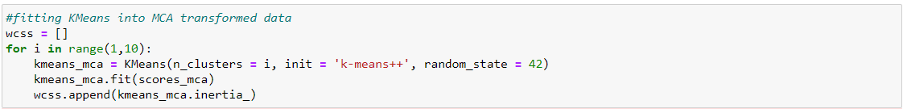 #fitting KMeans into MCA transformed data
wcss = []
for i in range(1,10):
    kmeans_mca = KMeans(n_clusters = i, init = 'k-means++', random_state = 42)
    kmeans_mca.fit(scores_mca)
    wcss.append(kmeans_mca.inertia_)